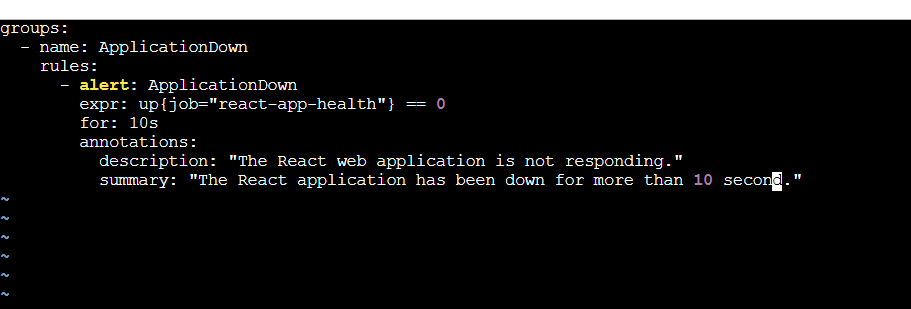 groups:
  - name: ApplicationDown
    rules:
      - alert: ApplicationDown
        expr: up{job="react-app-health"} == 0
        for: 10s
        annotations:
          description: "The React web application is not responding."
          summary: "The React application has been down for more than 10 second."
~
~
~
~
~
~